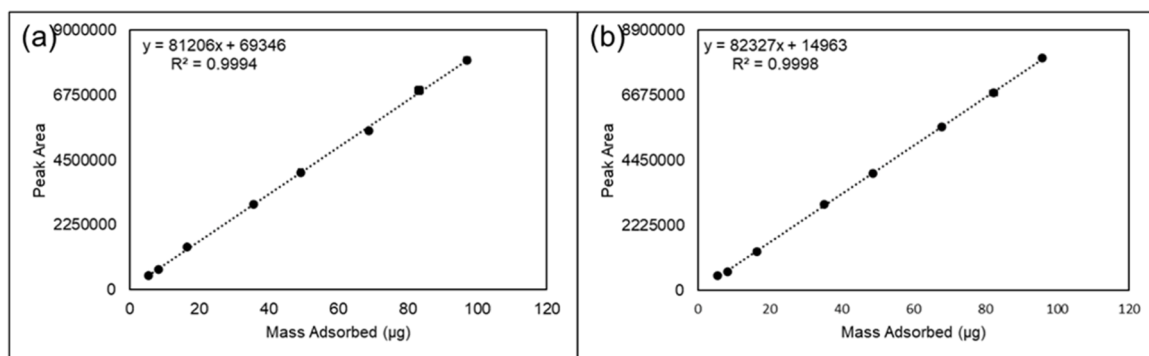 (a)
y = 81206x + 69346
R² = 0.9994
9000000
6750000
4500000
2250000
0
Peak Area
0 20 40 60 80 100 120
Mass Adsorbed (µg)
(b)
y = 82327x + 14963
R² = 0.9998
8900000
6675000
4450000
2225000
0
Peak Area
0 20 40 60 80 100 120
Mass Adsorbed (µg)